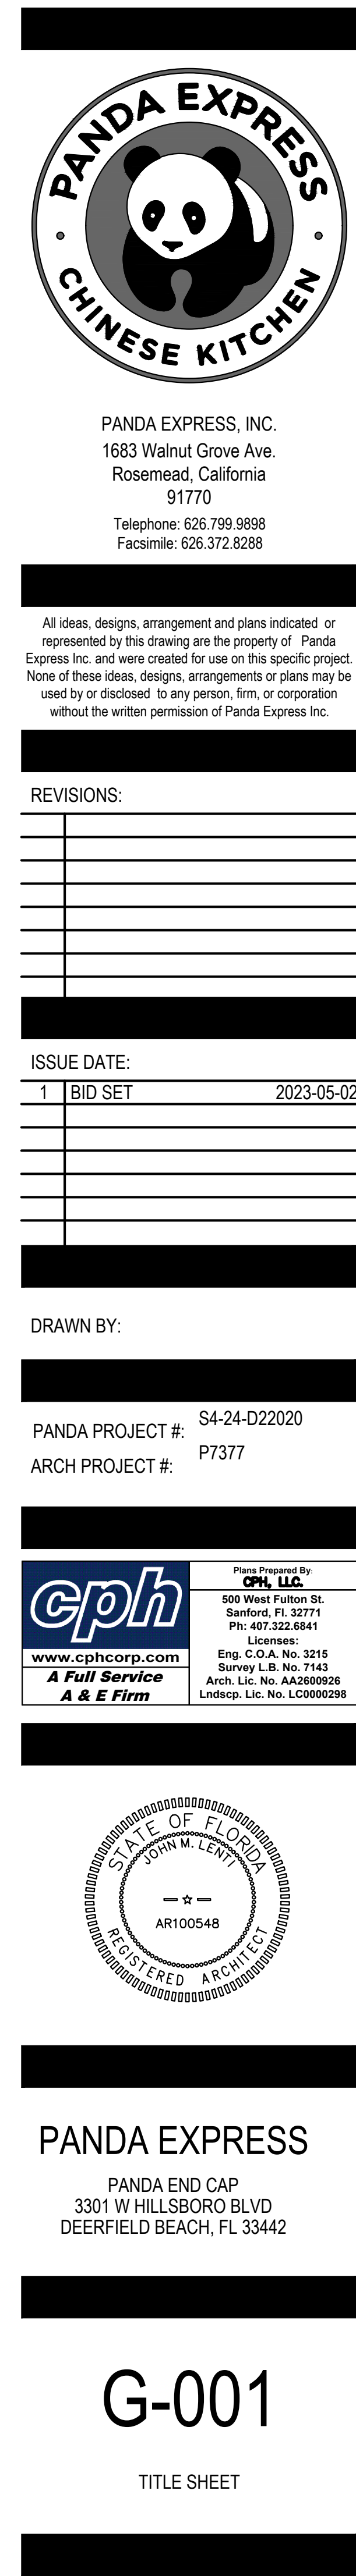 PANDA EXPRESS
CHINESE KITCHEN
PANDA EXPRESS, INC.
1683 Walnut Grove Ave.
Rosemead, California
91770
Telephone: 626.799.9898
Facsimile: 626.372.8288
All ideas, designs, arrangement and plans indicated or
represented by this drawing are the property of Panda
Express Inc. and were created for use on this specific project.
None of these ideas, designs, arrangements or plans may be
used by or disclosed to any person, firm, or corporation
without the written permission of Panda Express Inc.
REVISIONS:
ISSUE DATE:
1 BID SET 2023-05-02
DRAWN BY:
PANDA PROJECT #: S4-24-D22020
ARCH PROJECT #: P7377
cph
www.cphcorp.com
A Full Service
A & E Firm
Plans Prepared By:
CPH, LLC.
500 West Fulton St.
Sanford, Fl. 32771
Ph: 407.322.6841
Licenses:
Eng. C.O.A. No. 3215
Survey L.B. No. 7143
Arch. Lic. No. AA2600926
Lndscp. Lic. No. LC0000298
STATE OF FLORIDA
JOHN M. LENTI
AR100548
REGISTERED ARCHITECT
PANDA EXPRESS
PANDA END CAP
3301 W HILLSBORO BLVD
DEERFIELD BEACH, FL 33442
G-001
TITLE SHEET